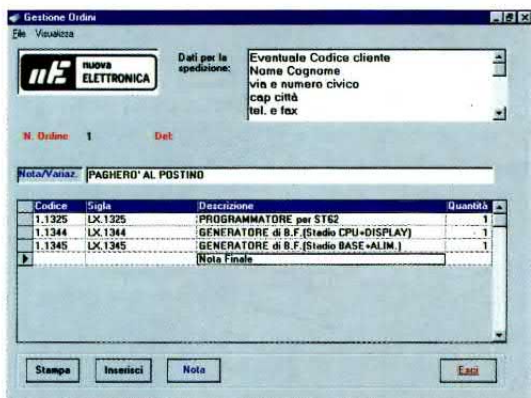 Gestione Ordini
File Visualizza
nE nuova ELETTRONICA
Dati per la spedizione:
Eventuale Codice cliente
Nome Cognome
via e numero civico
cap città
tel. e fax
N. Ordine 1 Del:
Nota/Variaz. PAGHERO' AL POSTINO
Codice Sigla Descrizione Quantità
1.1325 LX.1325 PROGRAMMATORE per ST62 1
1.1344 LX.1344 GENERATORE di B.F.(Stadio CPU+DISPLAY) 1
1.1345 LX.1345 GENERATORE di B.F.(Stadio BASE+ALIM.) 1
Nota Finale
Stampa Inserisci Nota Esci